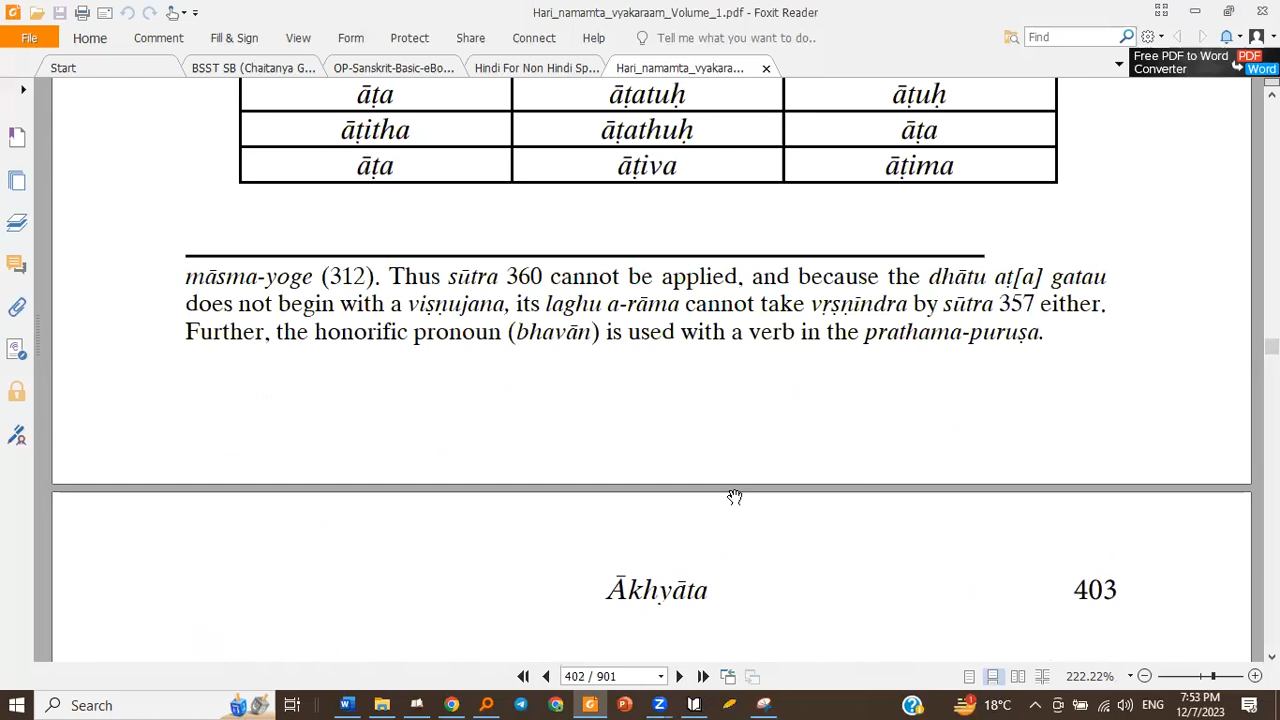 Hari_namamta_vyakaraam_Volume_1.pdf - Foxit Reader
File Home Comment Fill & Sign View Form Protect Share Connect Help Tell me what you want to do.. Find
Start BSST SB (Chaitanya G... OP-Sanskrit-Basic-eBo... Hindi For Non Hindi Sp... Hari_namamta_vyakara...
Free PDF to Word Converter PDF Word
āṭa āṭatuḥ āṭuḥ
āṭitha āṭathuḥ āṭa
āṭa āṭiva āṭima
māsma-yoge (312). Thus sūtra 360 cannot be applied, and because the dhātu aṭ[a] gatau
does not begin with a viṣṇujana, its laghu a-rāma cannot take vṛṣṇīndra by sūtra 357 either.
Further, the honorific pronoun (bhavān) is used with a verb in the prathama-puruṣa.
Ākhyāta 403
402 / 901 222.22%
Search 18°C ENG 7:53 PM
12/7/2023